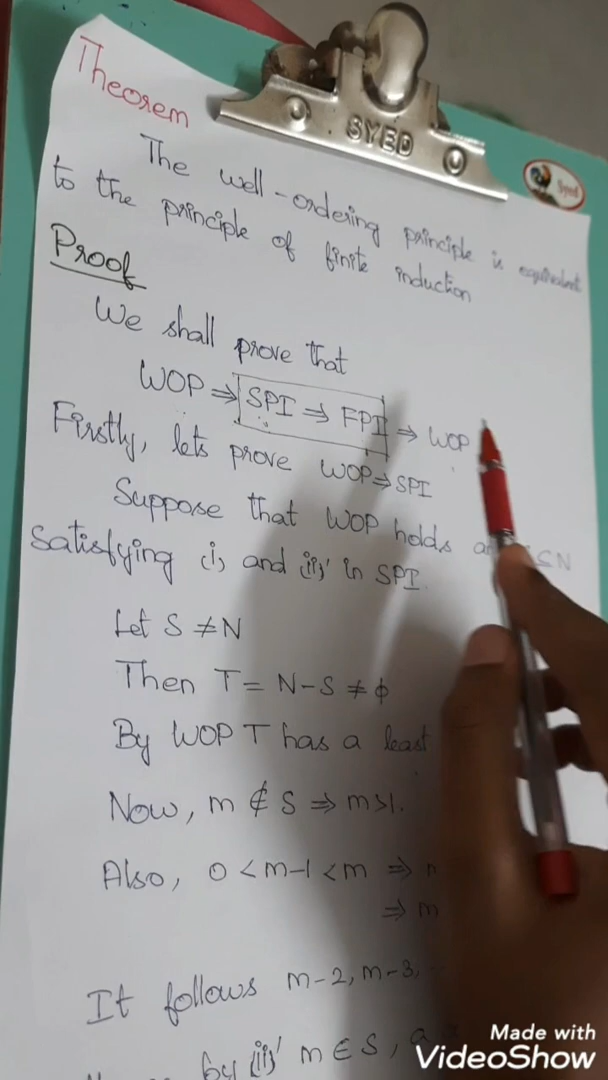 SYED
Syed
Theorem
The well-ordering principle is equivalent
to the principle of finite induction
Proof
We shall prove that
WOP ⇒ SPI ⇒ FPI ⇒ WOP
Firstly, lets prove WOP ⇒ SPI
Suppose that WOP holds ⊆ N
satisfying (i) and (ii)' in SPI.
Let S ≠ N
Then T = N-S ≠ ϕ
By WOP T has a least
Now, m ∉ S ⇒ m>1.
Also, 0 < m-1 < m ⇒
⇒ m
It follows m-2, m-3,
by (ii)' m ∈ S,
Made with
VideoShow